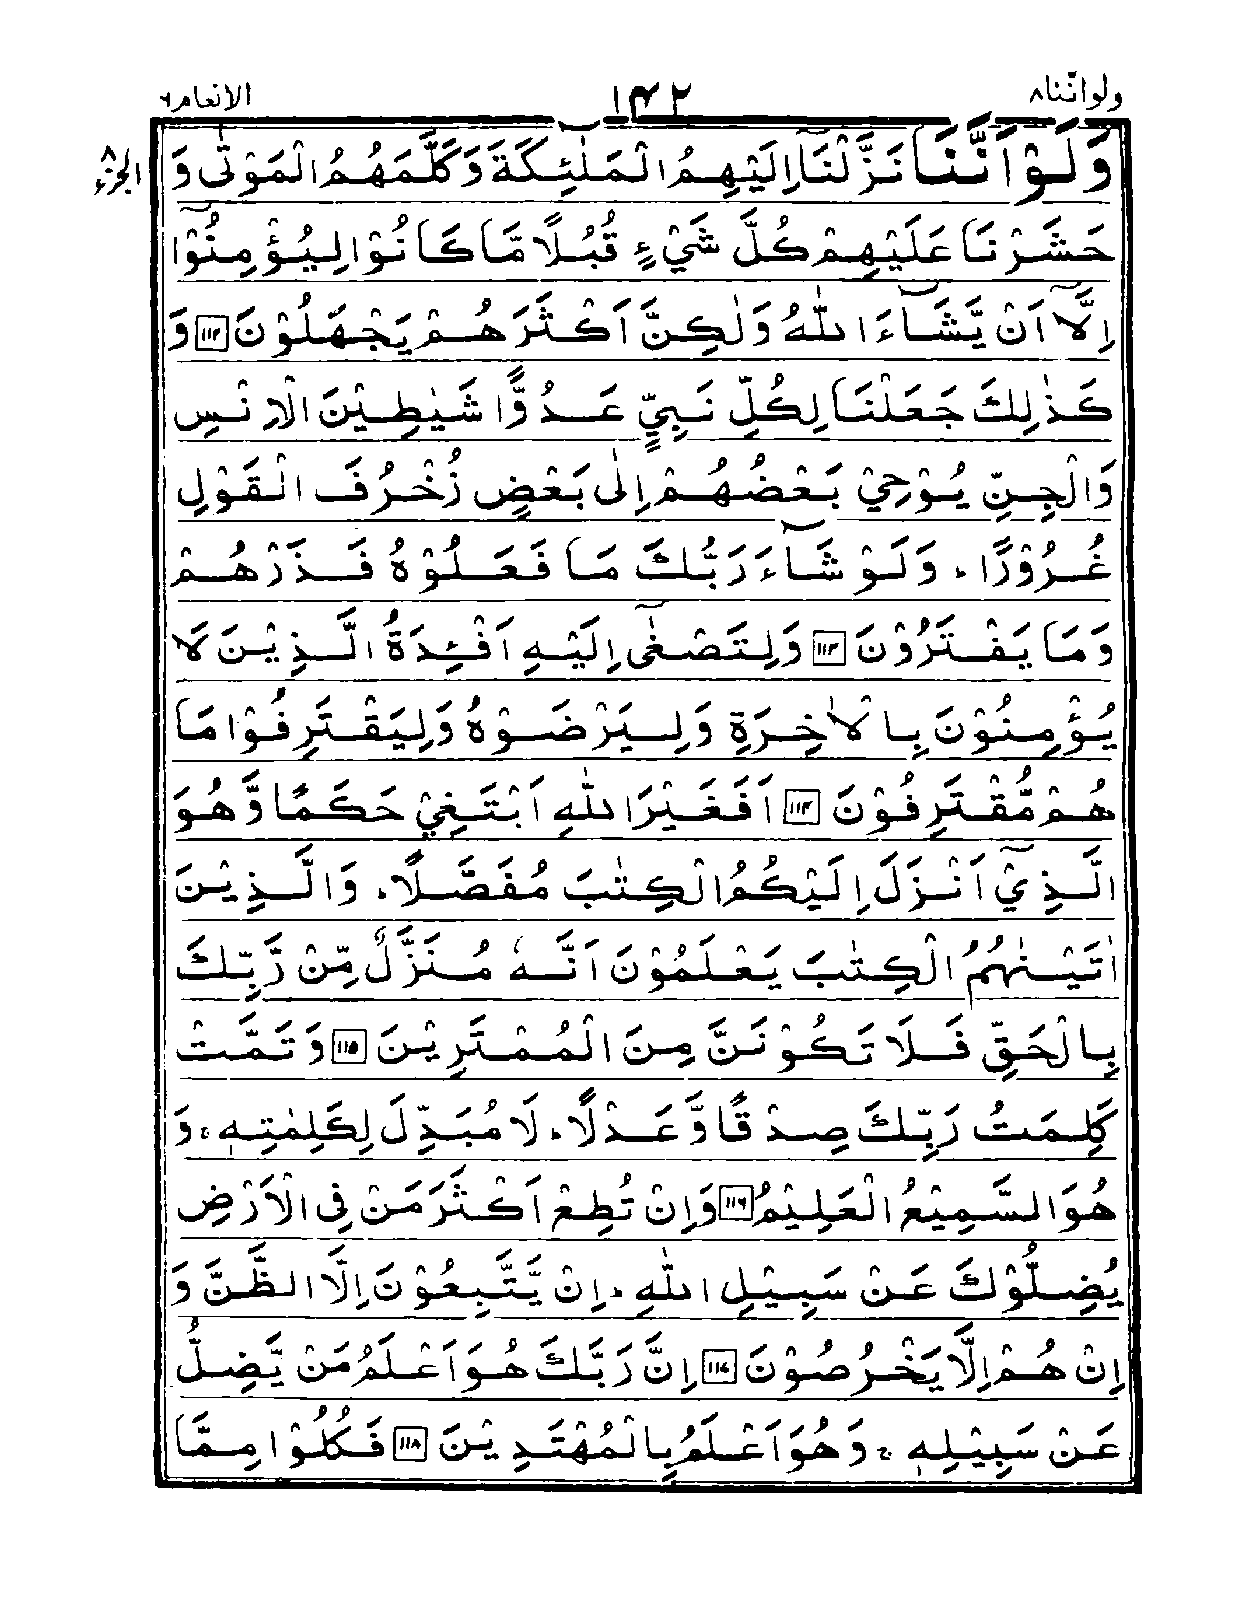 ولواننا ٨
١٤٢
الانعام ٦
الجزء ٨
وَلَوْ اَنَّنَا نَزَّلْنَآ اِلَيْهِمُ الْمَلٰٓئِكَةَ وَكَلَّمَهُمُ الْمَوْتٰى وَ
حَشَرْنَا عَلَيْهِمْ كُلَّ شَيْءٍ قُبُلًا مَّا كَانُوْا لِيُؤْمِنُوْٓا
اِلَّآ اَنْ يَّشَآءَ اللّٰهُ وَلٰكِنَّ اَكْثَرَهُمْ يَجْهَلُوْنَ ١١٢ وَ
كَذٰلِكَ جَعَلْنَا لِكُلِّ نَبِيٍّ عَدُوًّا شَيٰطِيْنَ الْاِنْسِ
وَالْجِنِّ يُوْحِيْ بَعْضُهُمْ اِلٰى بَعْضٍ زُخْرُفَ الْقَوْلِ
غُرُوْرًا ۔ وَلَوْ شَآءَ رَبُّكَ مَا فَعَلُوْهُ فَذَرْهُمْ
وَمَا يَفْتَرُوْنَ ١١٣ وَلِتَصْغٰٓى اِلَيْهِ اَفْئِدَةُ الَّذِيْنَ لَا
يُؤْمِنُوْنَ بِالْاٰخِرَةِ وَلِيَرْضَوْهُ وَلِيَقْتَرِفُوْا مَا
هُمْ مُّقْتَرِفُوْنَ ١١٤ اَفَغَيْرَ اللّٰهِ اَبْتَغِيْ حَكَمًا وَّهُوَ
الَّذِيْٓ اَنْزَلَ اِلَيْكُمُ الْكِتٰبَ مُفَصَّلًا ۔ وَالَّذِيْنَ
اٰتَيْنٰهُمُ الْكِتٰبَ يَعْلَمُوْنَ اَنَّهٗ مُنَزَّلٌ مِّنْ رَّبِّكَ
بِالْحَقِّ فَلَا تَكُوْنَنَّ مِنَ الْمُمْتَرِيْنَ ١١٥ وَتَمَّتْ
كَلِمَتُ رَبِّكَ صِدْقًا وَّعَدْلًا ۔ لَا مُبَدِّلَ لِكَلِمٰتِهٖ ۚ وَ
هُوَ السَّمِيْعُ الْعَلِيْمُ ١١٦ وَاِنْ تُطِعْ اَكْثَرَ مَنْ فِى الْاَرْضِ
يُضِلُّوْكَ عَنْ سَبِيْلِ اللّٰهِ ۔ اِنْ يَّتَّبِعُوْنَ اِلَّا الظَّنَّ وَ
اِنْ هُمْ اِلَّا يَخْرُصُوْنَ ١١٧ اِنَّ رَبَّكَ هُوَ اَعْلَمُ مَنْ يَّضِلُّ
عَنْ سَبِيْلِهٖ ۚ وَهُوَ اَعْلَمُ بِالْمُهْتَدِيْنَ ١١٨ فَكُلُوْا مِمَّا